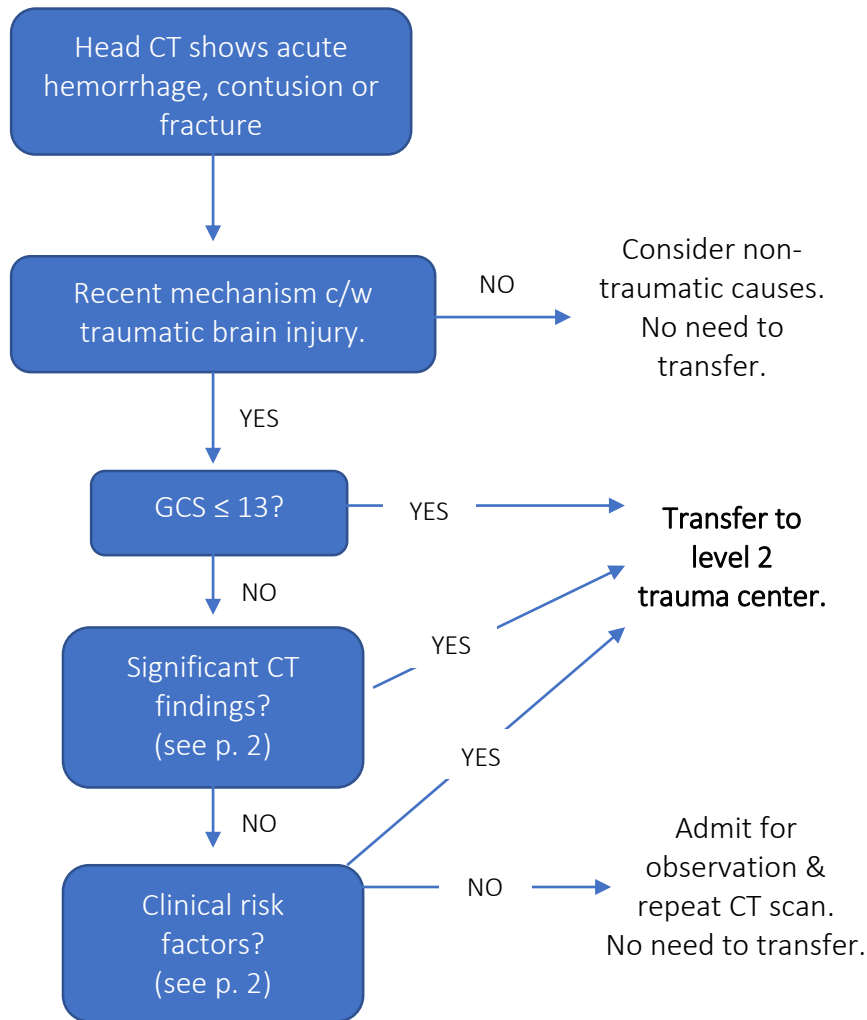 Head CT shows acute
hemorrhage, contusion or
fracture
Recent mechanism c/w
traumatic brain injury.
NO
Consider non-
traumatic causes.
No need to
transfer.
YES
GCS ≤ 13?
YES
Transfer to
level 2
trauma center.
NO
Significant CT
findings?
(see p. 2)
YES
YES
NO
Clinical risk
factors?
(see p. 2)
NO
Admit for
observation &
repeat CT scan.
No need to transfer.